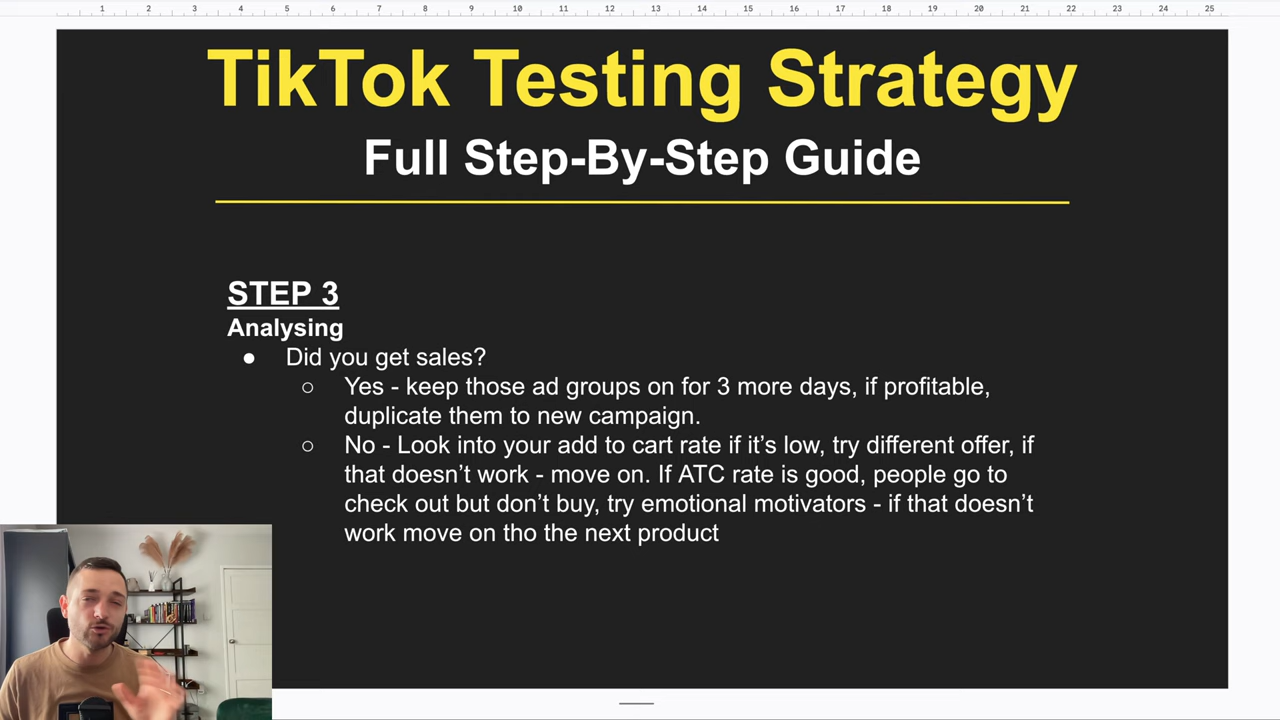 1 2 3 4 5 6 7 8 9 10 11 12 13 14 15 16 17 18 19 20 21 22 23 24 25
TikTok Testing Strategy
Full Step-By-Step Guide
STEP 3
Analysing
● Did you get sales?
○ Yes - keep those ad groups on for 3 more days, if profitable,
duplicate them to new campaign.
○ No - Look into your add to cart rate if it’s low, try different offer, if
that doesn’t work - move on. If ATC rate is good, people go to
check out but don’t buy, try emotional motivators - if that doesn’t
work move on tho the next product